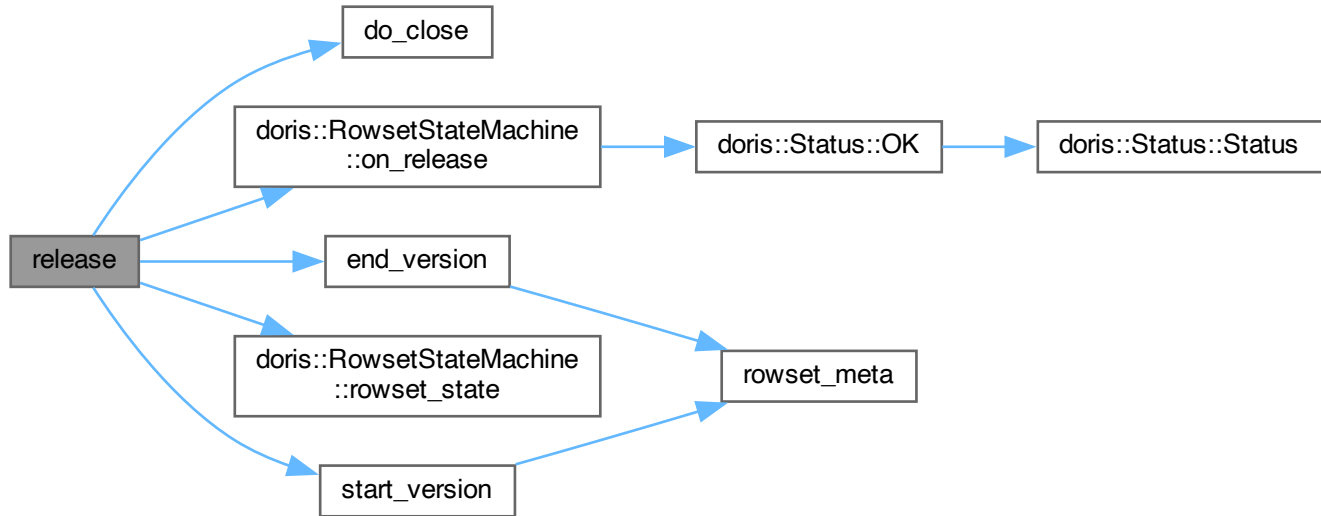 do_close
doris::RowsetStateMachine
::on_release
doris::Status::OK
doris::Status::Status
release
end_version
doris::RowsetStateMachine
::rowset_state
rowset_meta
start_version